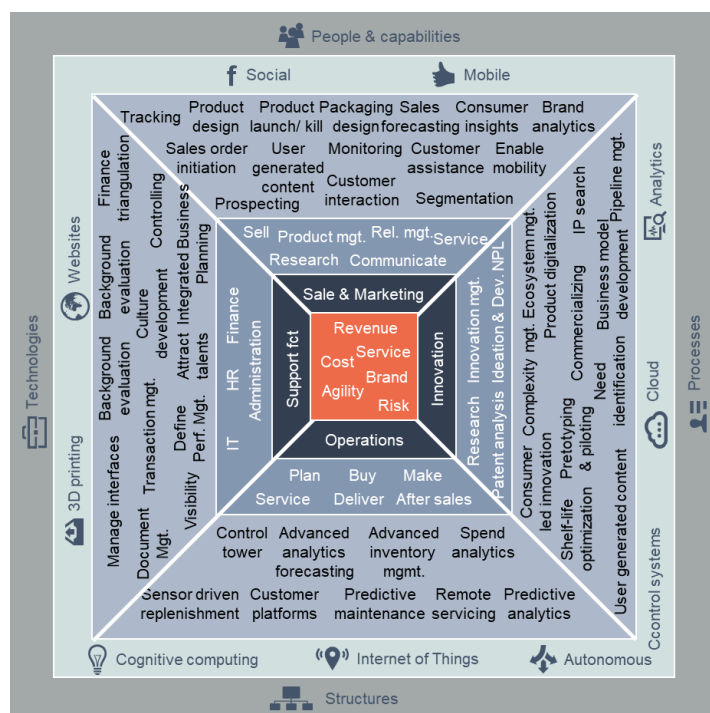 People & capabilities
Social
Mobile
Tracking
Product
design
Product
launch/ kill
Packaging
design
Sales
forecasting
Consumer
insights
Brand
analytics
Sales order
initiation
User
generated
content
Monitoring
Customer
assistance
Enable
mobility
Customer
interaction
Prospecting
Segmentation
Sell
Product mgt.
Rel. mgt.
Service
Research
Communicate
Sale & Marketing
Revenue
Cost
Service
Brand
Agility
Risk
Support fct
Innovation
Operations
Finance
HR
Administration
IT
Research
Innovation mgt.
Patent analysis
Ideation & Dev. NPL
Plan
Buy
Make
Service
Deliver
After sales
Finance
triangulation
Controlling
Background
evaluation
Culture
development
Integrated Business
Planning
Background
evaluation
Attract
talents
Manage interfaces
Transaction mgt.
Define
Perf. Mgt.
Document
Mgt.
Visibility
Ecosystem mgt.
Product digitalization
IP search
Pipeline mgt.
Business model
development
Commercializing
Complexity mgt.
Consumer
led innovation
Pretotyping
& piloting
Need
identification
Shelf-life
optimization
User generated content
Control
tower
Advanced
analytics
forecasting
Advanced
inventory
mgmt.
Spend
analytics
Sensor driven
replenishment
Customer
platforms
Predictive
maintenance
Remote
servicing
Predictive
analytics
Technologies
Websites
3D printing
Analytics
Cloud
Ccontrol systems
Processes
Cognitive computing
Internet of Things
Autonomous
Structures